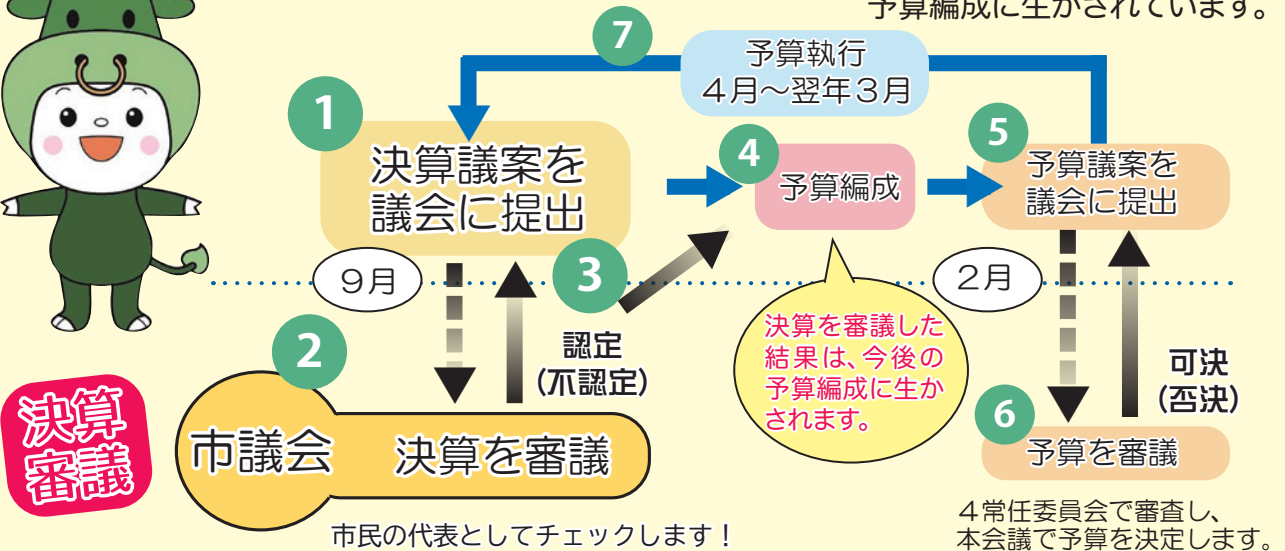 予算編成に生かされています。
7
予算執行
4月〜翌年3月
1
決算議案を
議会に提出
4
予算編成
5
予算議案を
議会に提出
9月
3
2月
認定
（不認定）
決算を審議した
結果は、今後の
予算編成に生か
されます。
可決
（否決）
2
市議会
決算を審議
6
予算を審議
決算
審議
市民の代表としてチェックします！
4常任委員会で審査し、
本会議で予算を決定します。